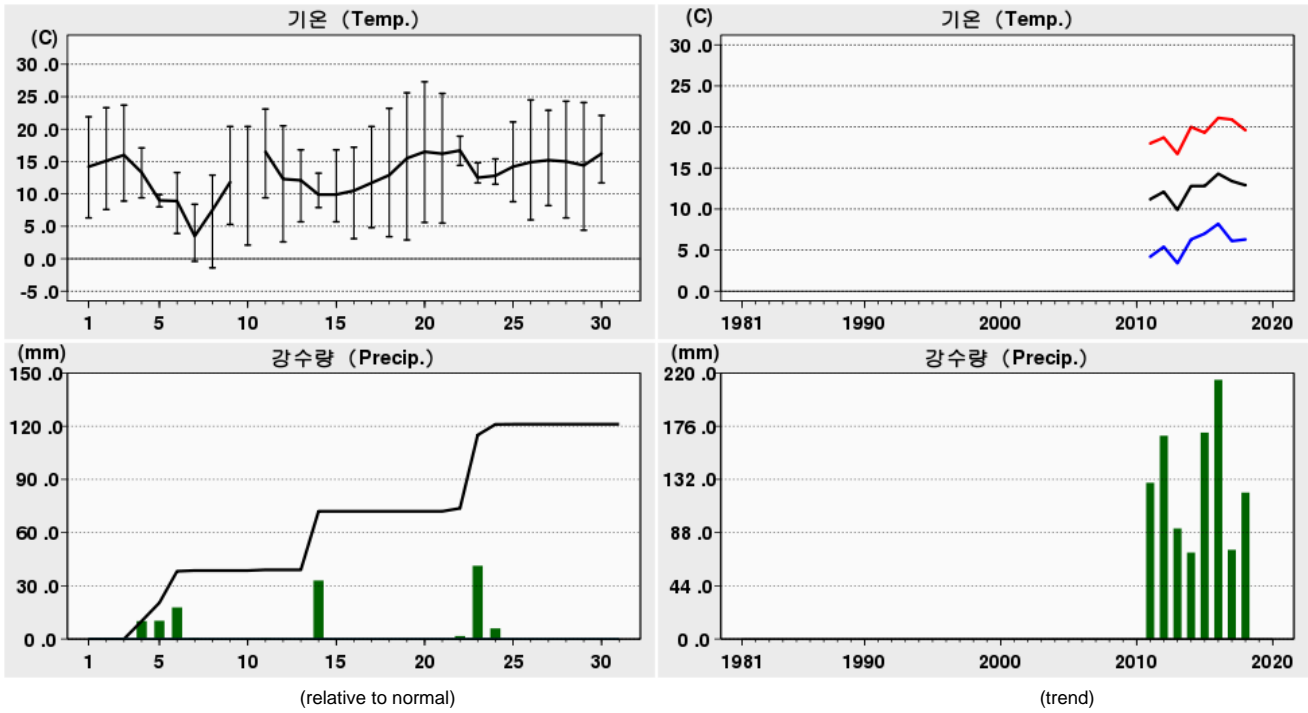 기온 (Temp.)
(C)
30 .0
25 .0
20 .0
15 .0
10 .0
5 .0
0 .0
-5 .0
1 5 10 15 20 25 30
기온 (Temp.)
(C)
30 .0
25 .0
20 .0
15 .0
10 .0
5 .0
0 .0
1981 1990 2000 2010 2020
강수량 (Precip.)
(mm)
150 .0
120 .0
90 .0
60 .0
30 .0
0 .0
1 5 10 15 20 25 30
(relative to normal)
강수량 (Precip.)
(mm)
220 .0
176 .0
132 .0
88 .0
44 .0
0 .0
1981 1990 2000 2010 2020
(trend)